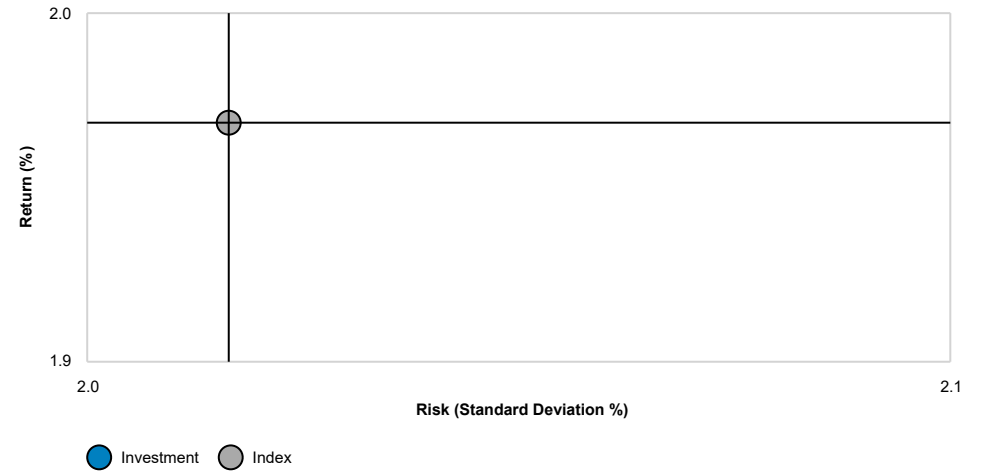 2.0
Return (%)
1.9
2.0
2.1
Risk (Standard Deviation %)
Investment
Index